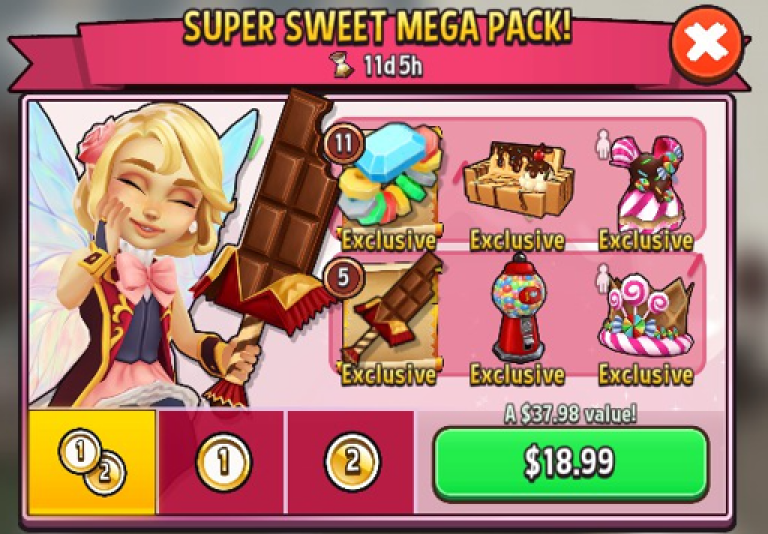 SUPER SWEET MEGA PACK!
11d 5h
11
Exclusive
Exclusive
Exclusive
5
Exclusive
Exclusive
Exclusive
A $37.98 value!
1
2
1
2
$18.99